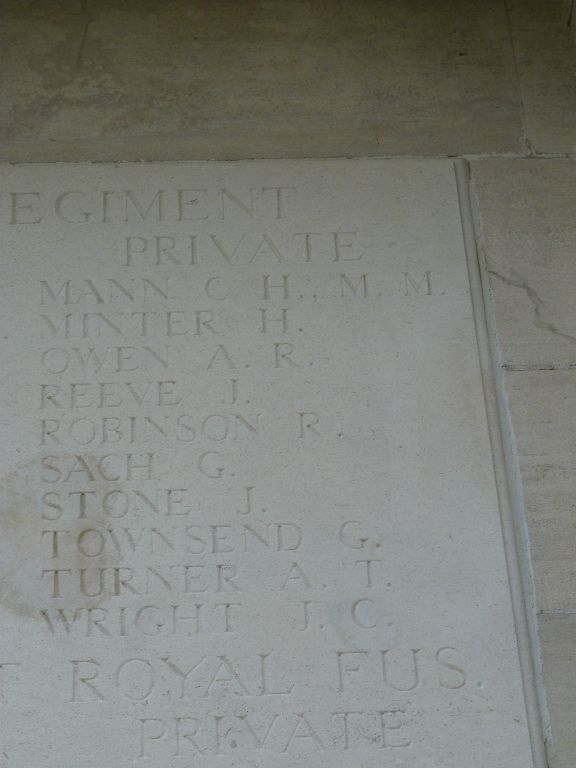 EGIMENT
PRIVATE
MANN C. H., M. M.
MINTER H.
OWEN A. R.
REEVE J.
ROBINSON R.
SACH G.
STONE J.
TOWNSEND G.
TURNER A. T.
WRIGHT J. C.
T ROYAL FUS.
PRIVATE